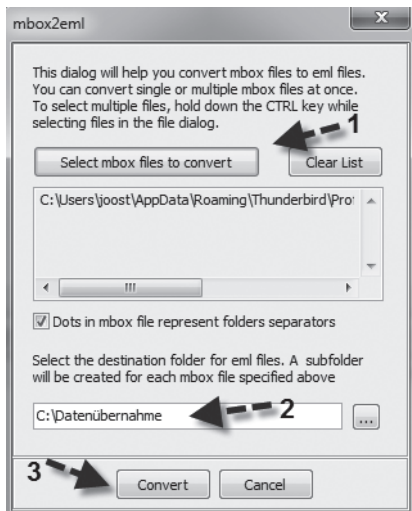 mbox2eml
x
This dialog will help you convert mbox files to eml files.
You can convert single or multiple mbox files at once.
To select multiple files, hold down the CTRL key while
selecting files in the file dialog.
1
Select mbox files to convert
Clear List
C:\Users\joost\AppData\Roaming\Thunderbird\Pro
Dots in mbox file represent folders separators
Select the destination folder for eml files. A subfolder
will be created for each mbox file specified above
C:\Datenübernahme
2
...
3
Convert
Cancel